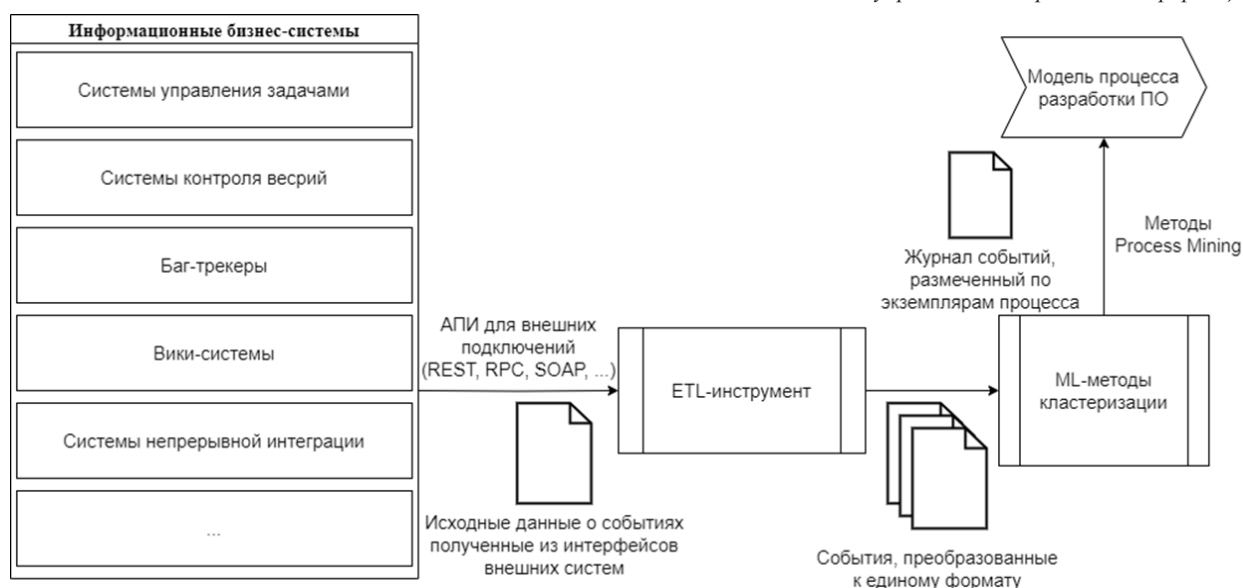 Информационные бизнес-системы
Системы управления задачами
Системы контроля весрий
Баг-трекеры
Вики-системы
Системы непрерывной интеграции
...
АПИ для внешних
подключений
(REST, RPC, SOAP, ...)
Исходные данные о событиях
полученные из интерфейсов
внешних систем
ETL-инструмент
События, преобразованные
к единому формату
ML-методы
кластеризации
Журнал событий,
размеченный по
экземплярам процесса
Методы
Process Mining
Модель процесса
разработки ПО